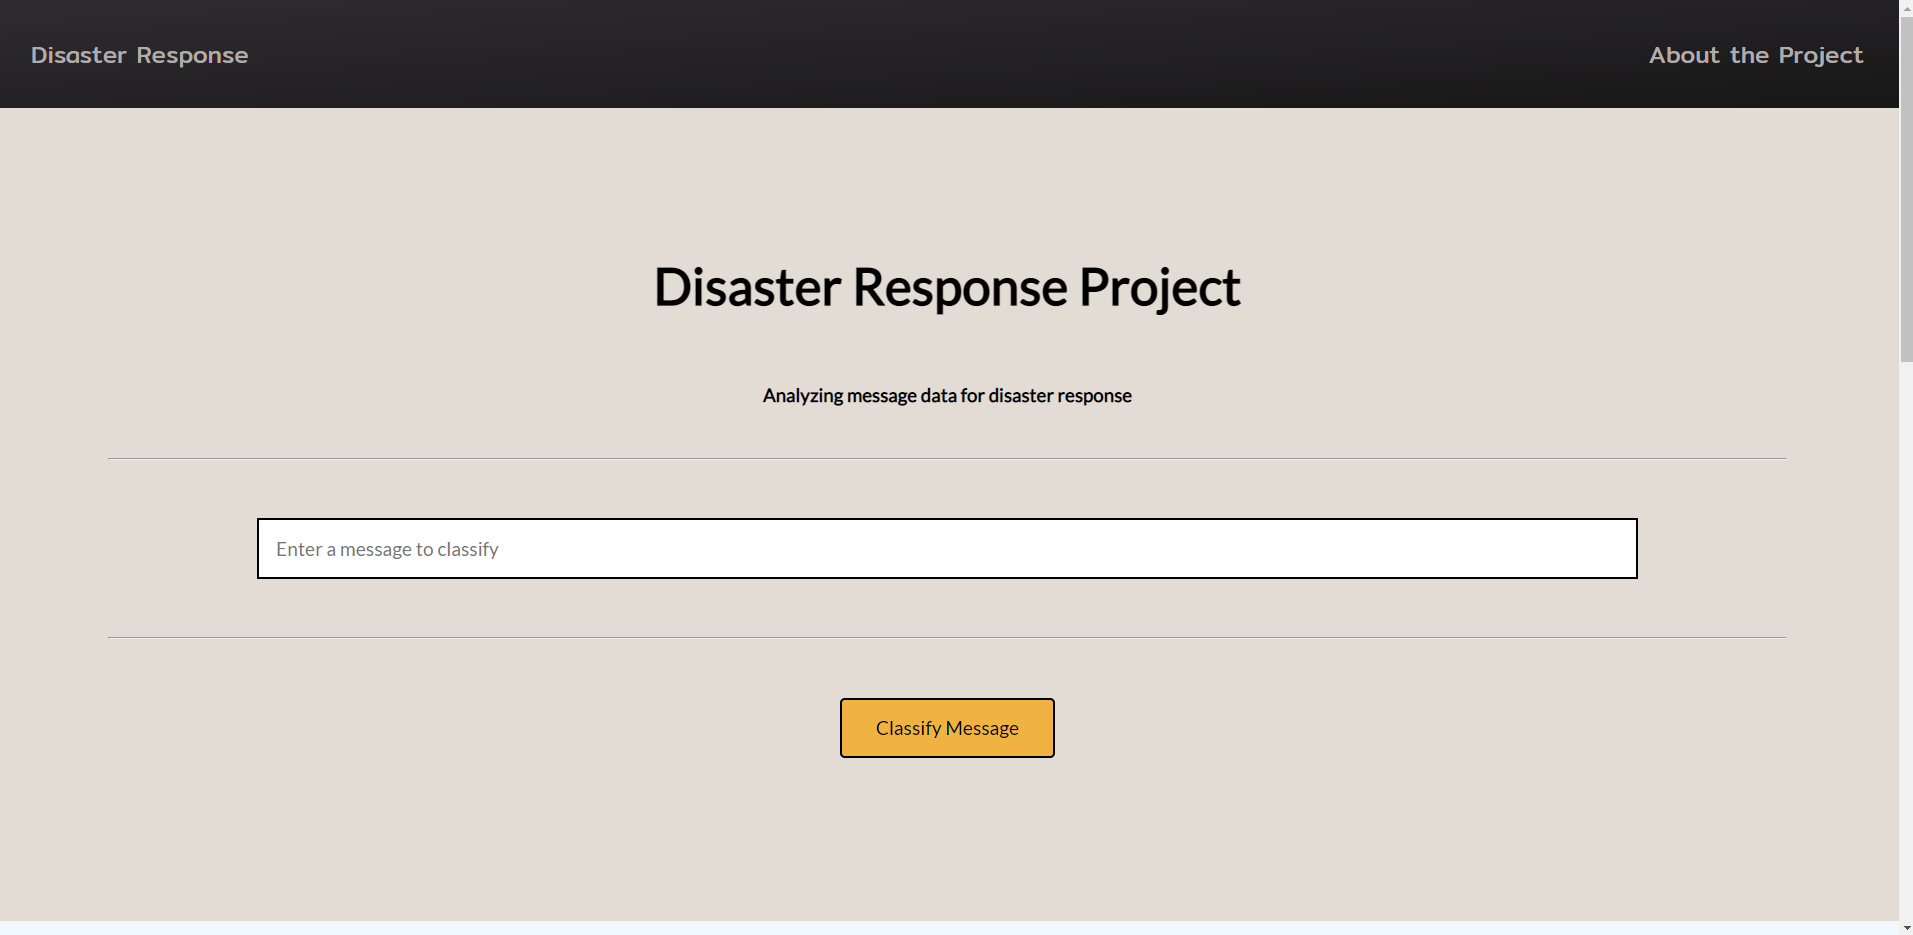 Disaster Response
About the Project
Disaster Response Project
Analyzing message data for disaster response
Enter a message to classify
Classify Message